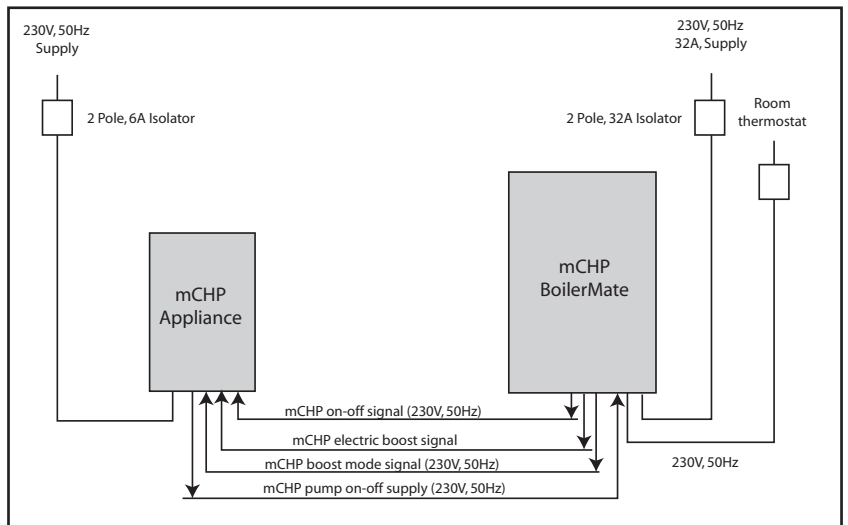 230V, 50Hz
Supply
2 Pole, 6A Isolator
230V, 50Hz
32A, Supply
2 Pole, 32A Isolator
Room
thermostat
mCHP
Appliance
mCHP
BoilerMate
mCHP on-off signal (230V, 50Hz)
mCHP electric boost signal
mCHP boost mode signal (230V, 50Hz)
mCHP pump on-off supply (230V, 50Hz)
230V, 50Hz